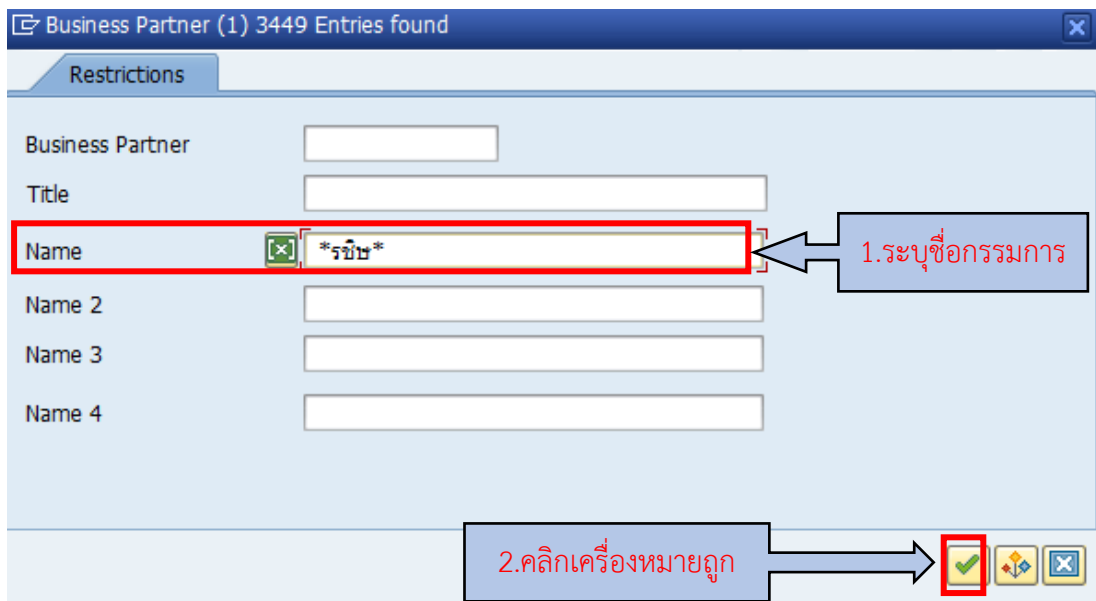 Business Partner (1) 3449 Entries found
Restrictions
Business Partner
Title
Name *รชิษ*
1.ระบุชื่อกรรมการ
Name 2
Name 3
Name 4
2.คลิกเครื่องหมายถูก